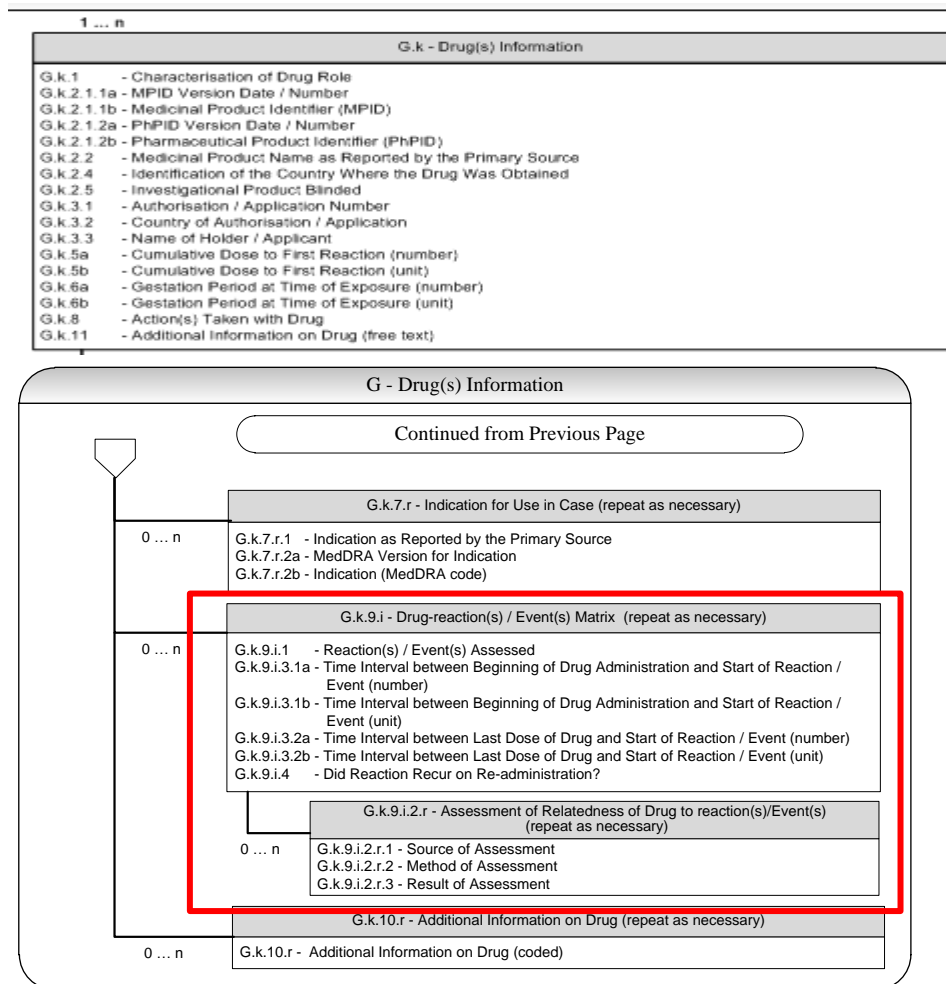 1 ... n
G.k - Drug(s) Information
G.k.1 - Characterisation of Drug Role
G.k.2.1.1a - MPID Version Date / Number
G.k.2.1.1b - Medicinal Product Identifier (MPID)
G.k.2.1.2a - PhPID Version Date / Number
G.k.2.1.2b - Pharmaceutical Product Identifier (PhPID)
G.k.2.2 - Medicinal Product Name as Reported by the Primary Source
G.k.2.4 - Identification of the Country Where the Drug Was Obtained
G.k.2.5 - Investigational Product Blinded
G.k.3.1 - Authorisation / Application Number
G.k.3.2 - Country of Authorisation / Application
G.k.3.3 - Name of Holder / Applicant
G.k.5a - Cumulative Dose to First Reaction (number)
G.k.5b - Cumulative Dose to First Reaction (unit)
G.k.6a - Gestation Period at Time of Exposure (number)
G.k.6b - Gestation Period at Time of Exposure (unit)
G.k.8 - Action(s) Taken with Drug
G.k.11 - Additional Information on Drug (free text)
G - Drug(s) Information
Continued from Previous Page
G.k.7.r - Indication for Use in Case (repeat as necessary)
0 ... n
G.k.7.r.1 - Indication as Reported by the Primary Source
G.k.7.r.2a - MedDRA Version for Indication
G.k.7.r.2b - Indication (MedDRA code)
G.k.9.i - Drug-reaction(s) / Event(s) Matrix (repeat as necessary)
0 ... n
G.k.9.i.1 - Reaction(s) / Event(s) Assessed
G.k.9.i.3.1a - Time Interval between Beginning of Drug Administration and Start of Reaction /
Event (number)
G.k.9.i.3.1b - Time Interval between Beginning of Drug Administration and Start of Reaction /
Event (unit)
G.k.9.i.3.2a - Time Interval between Last Dose of Drug and Start of Reaction / Event (number)
G.k.9.i.3.2b - Time Interval between Last Dose of Drug and Start of Reaction / Event (unit)
G.k.9.i.4 - Did Reaction Recur on Re-administration?
G.k.9.i.2.r - Assessment of Relatedness of Drug to reaction(s)/Event(s)
(repeat as necessary)
0 ... n
G.k.9.i.2.r.1 - Source of Assessment
G.k.9.i.2.r.2 - Method of Assessment
G.k.9.i.2.r.3 - Result of Assessment
G.k.10.r - Additional Information on Drug (repeat as necessary)
0 ... n
G.k.10.r - Additional Information on Drug (coded)